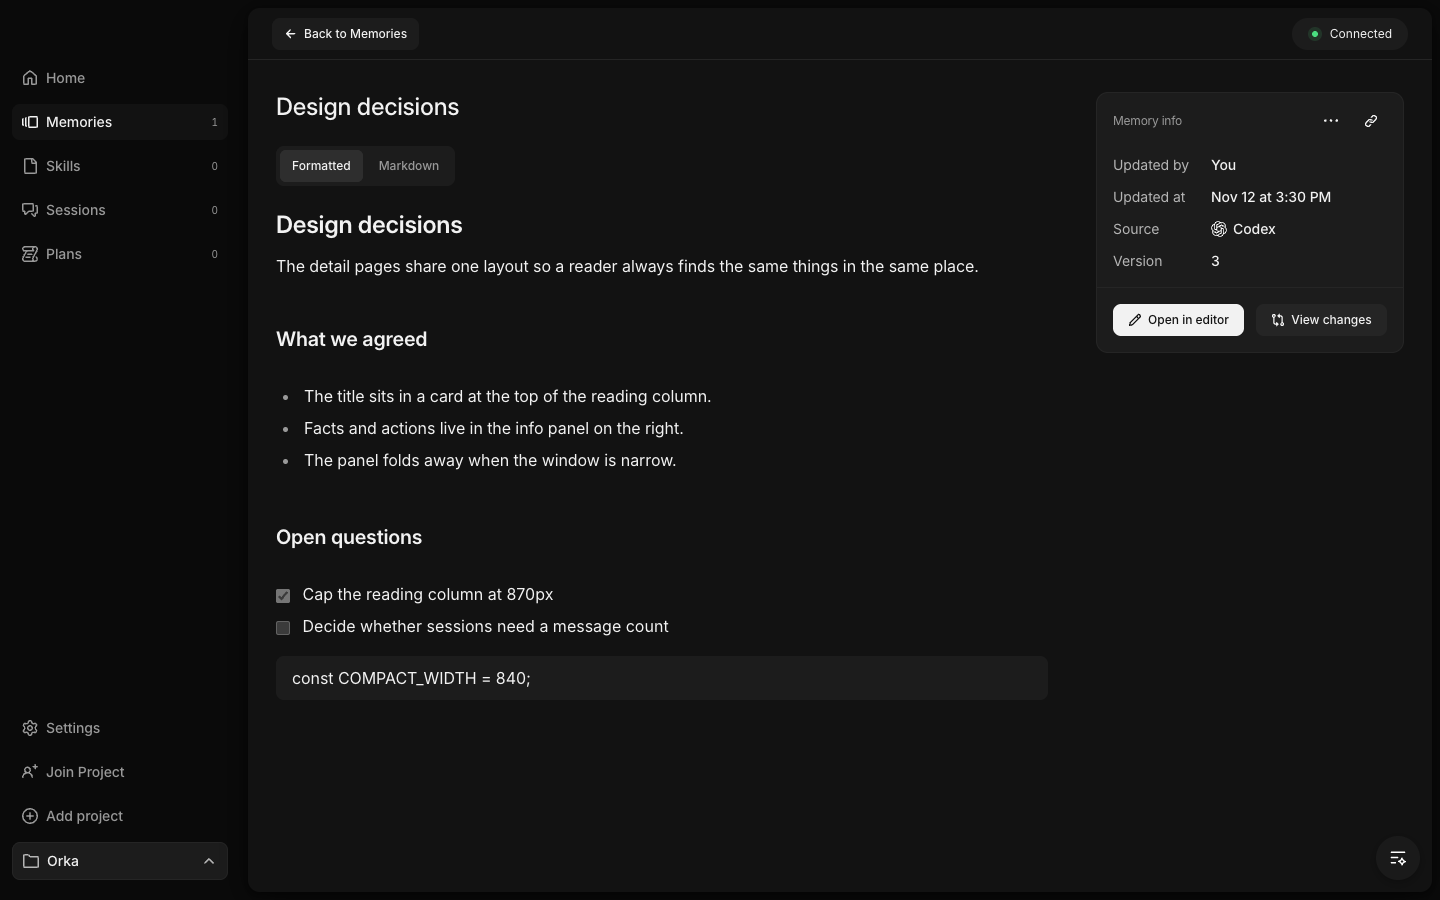 Back to Memories
Connected
Home
Memories 1
Skills 0
Sessions 0
Plans 0
Settings
Join Project
Add project
Orka
Design decisions
Formatted Markdown
Design decisions
The detail pages share one layout so a reader always finds the same things in the same place.
What we agreed
The title sits in a card at the top of the reading column.
Facts and actions live in the info panel on the right.
The panel folds away when the window is narrow.
Open questions
Cap the reading column at 870px
Decide whether sessions need a message count
const COMPACT_WIDTH = 840;
Memory info
Updated by You
Updated at Nov 12 at 3:30 PM
Source Codex
Version 3
Open in editor View changes